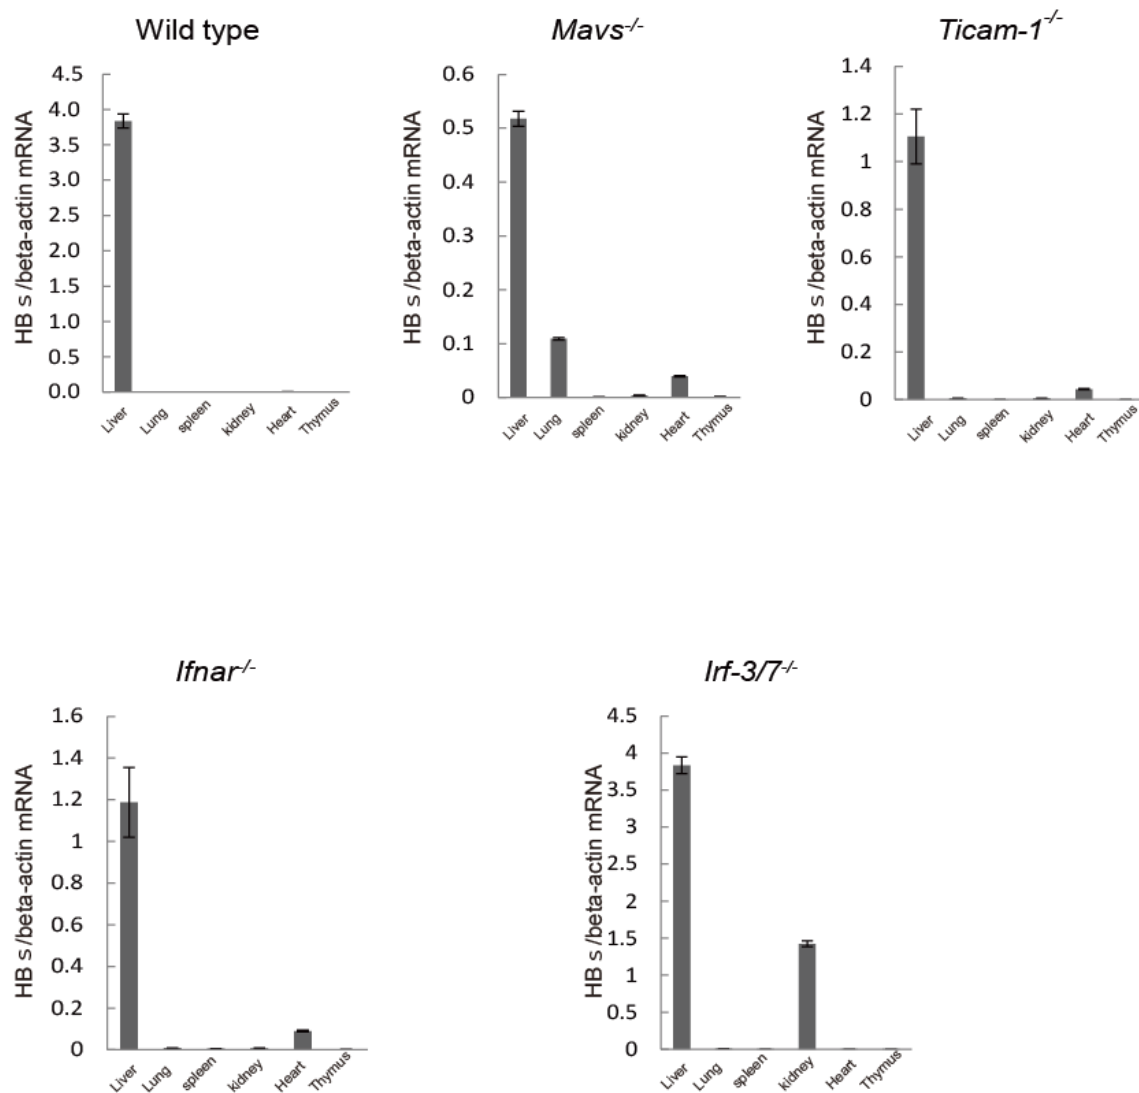 Wild type
HB s /beta-actin mRNA
4.5
4.0
3.5
3.0
2.5
2.0
1.5
1.0
0.5
0.0
Liver Lung spleen kidney Heart Thymus
Mavs-/-
HB s /beta-actin mRNA
0.6
0.5
0.4
0.3
0.2
0.1
0
Liver Lung spleen kidney Heart Thymus
Ticam-1-/-
HB s /beta-actin mRNA
1.4
1.2
1
0.8
0.6
0.4
0.2
0
Liver Lung spleen kidney Heart Thymus
Ifnar-/-
HB s /beta-actin mRNA
1.6
1.4
1.2
1
0.8
0.6
0.4
0.2
0
Liver Lung spleen kidney Heart Thymus
Irf-3/7-/-
HB s /beta-actin mRNA
4.5
4
3.5
3
2.5
2
1.5
1
0.5
0
Liver Lung spleen kidney Heart Thymus